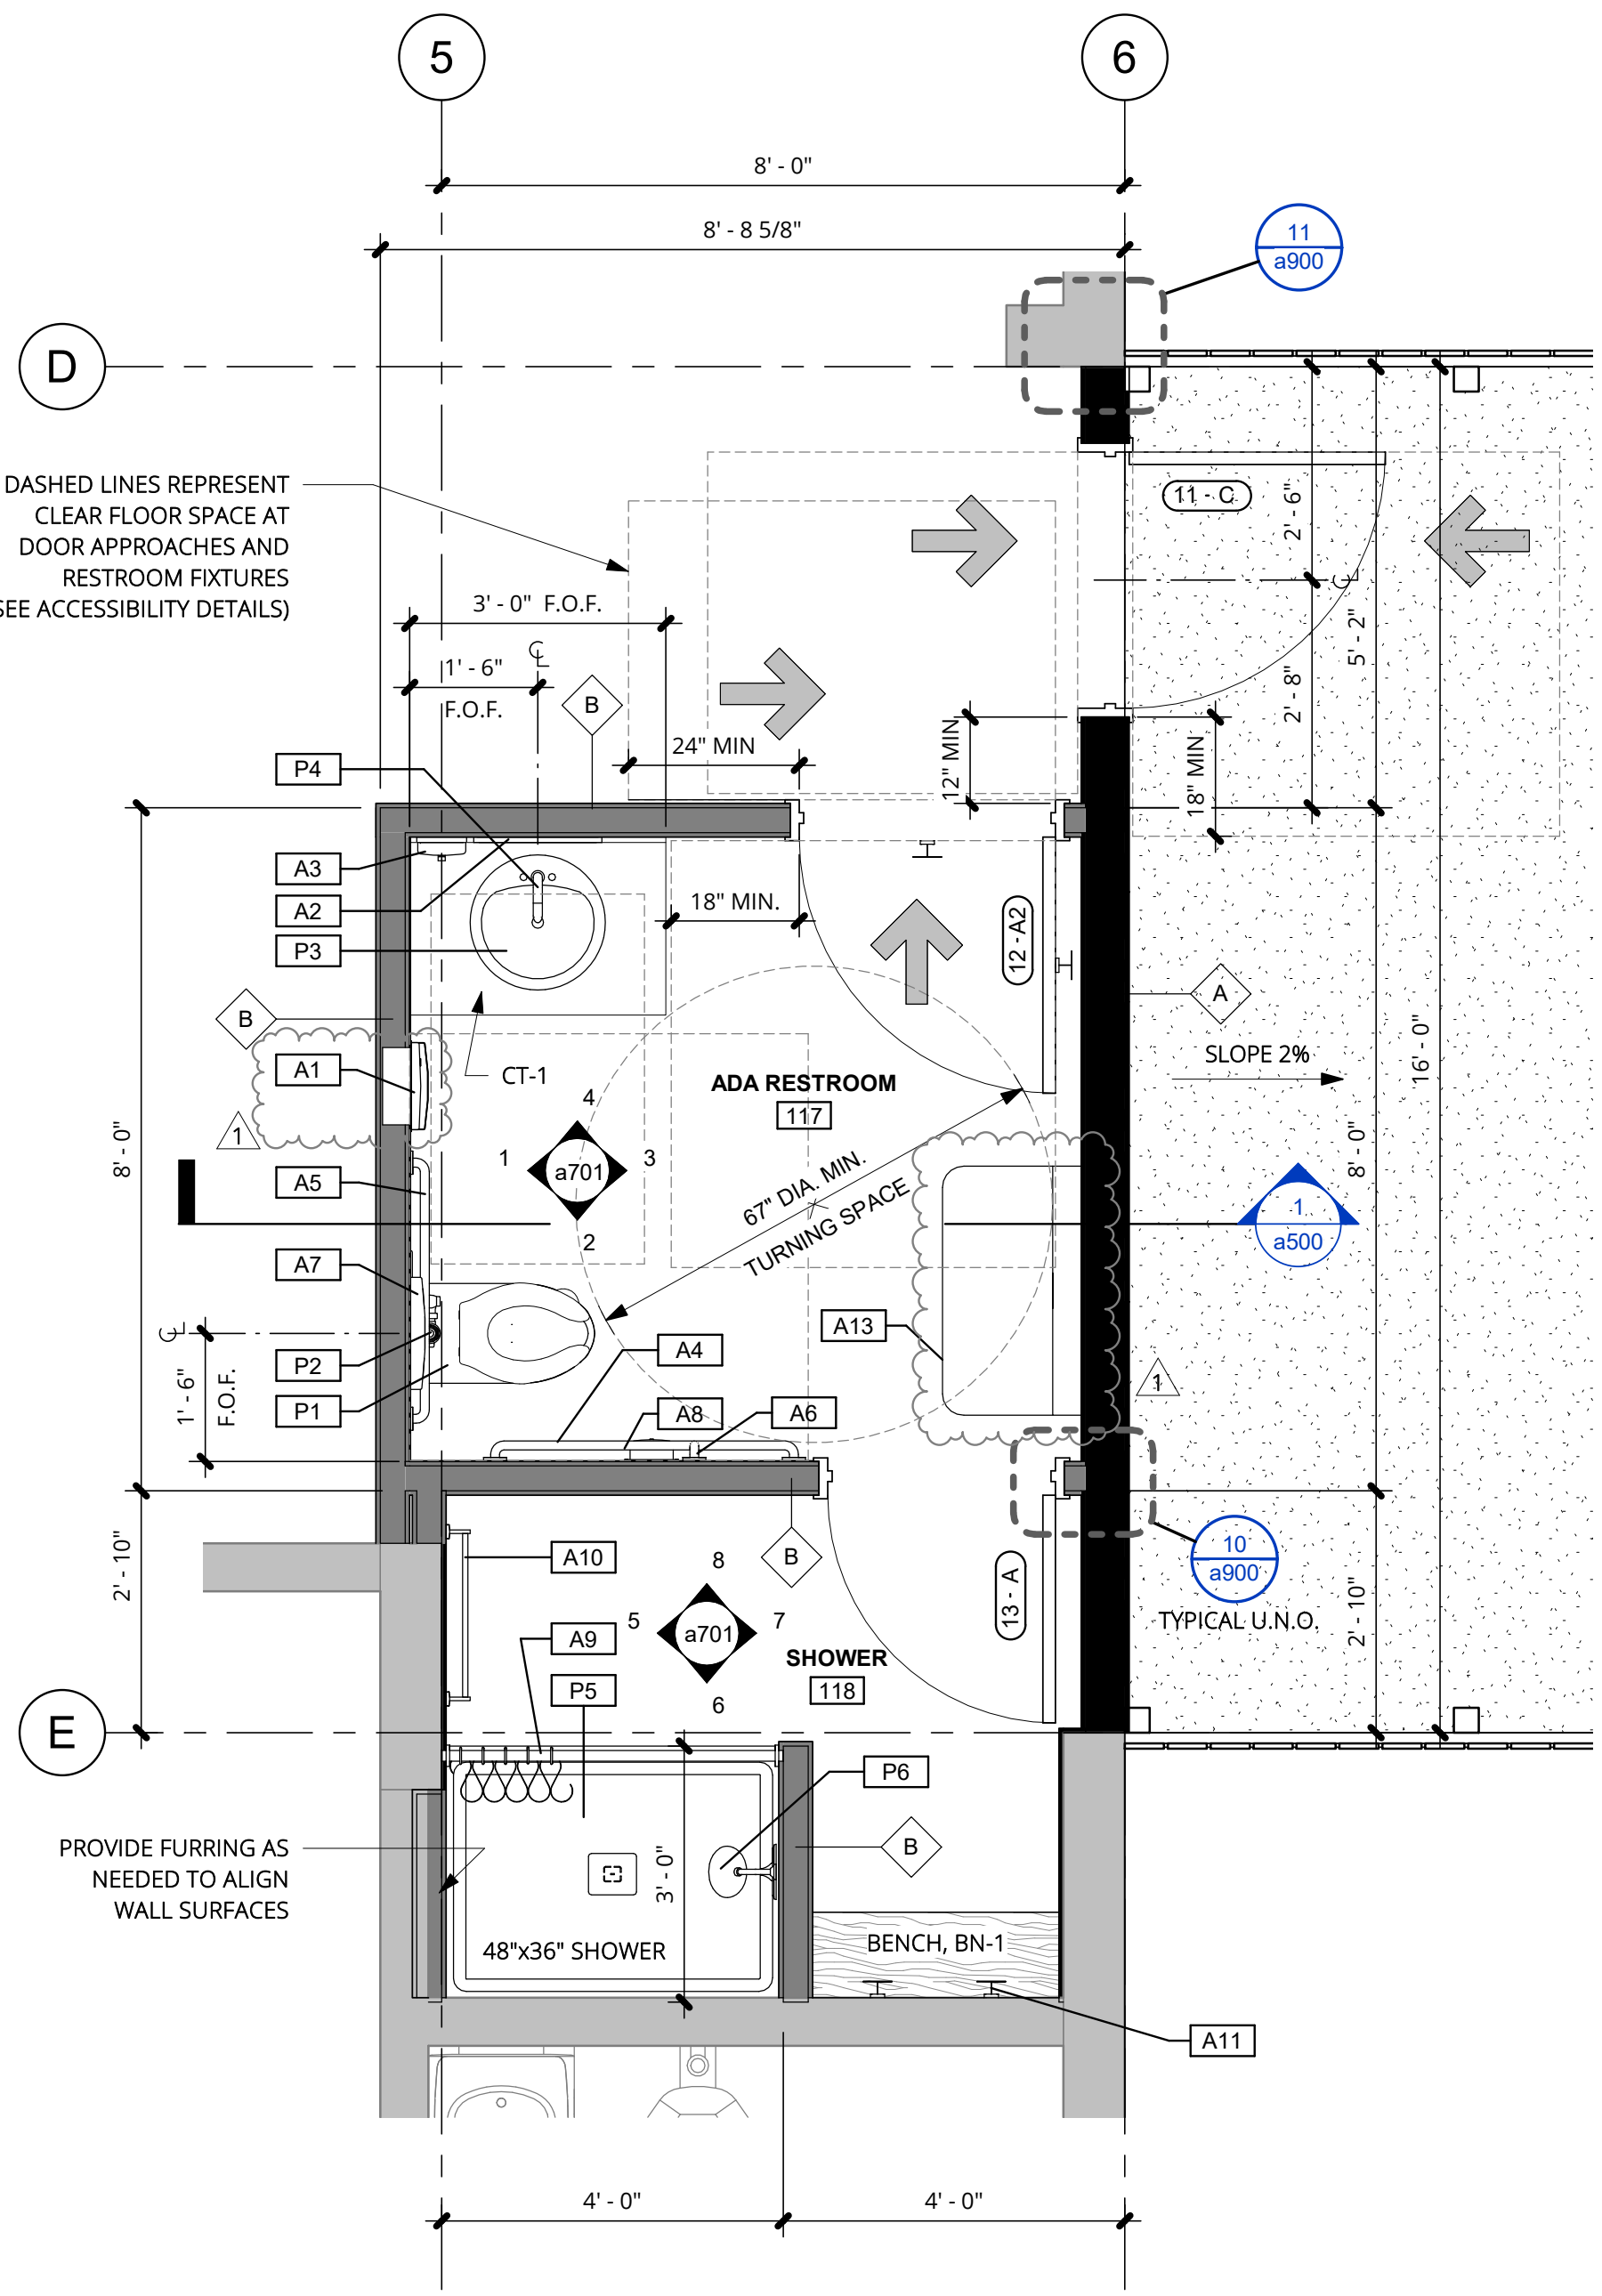 5
6
8' - 0"
8' - 8 5/8"
11
a900
D
DASHED LINES REPRESENT
CLEAR FLOOR SPACE AT
DOOR APPROACHES AND
RESTROOM FIXTURES
SEE ACCESSIBILITY DETAILS)
11 - C
2' - 6"
3' - 0" F.O.F.
5' - 2"
1' - 6"
F.O.F.
CL
CL
B
2' - 8"
24" MIN
12" MIN
18" MIN
P4
A3
A2
18" MIN.
P3
12 - A2
B
A
A1
CT-1
SLOPE 2%
16' - 0"
ADA RESTROOM
117
4
1
8' - 0"
1
3
a701
2
A5
67" DIA. MIN.
TURNING SPACE
8' - 0"
1
a500
A7
A13
CL
P2
A4
1' - 6"
F.O.F.
1
P1
A8
A6
2' - 10"
A10
B
10
a900
13 - A
8
5
7
a701
6
A9
TYPICAL U.N.O.
2' - 10"
SHOWER
118
P5
E
P6
PROVIDE FURRING AS
NEEDED TO ALIGN
WALL SURFACES
B
3' - 0"
48"x36" SHOWER
BENCH, BN-1
A11
4' - 0"
4' - 0"